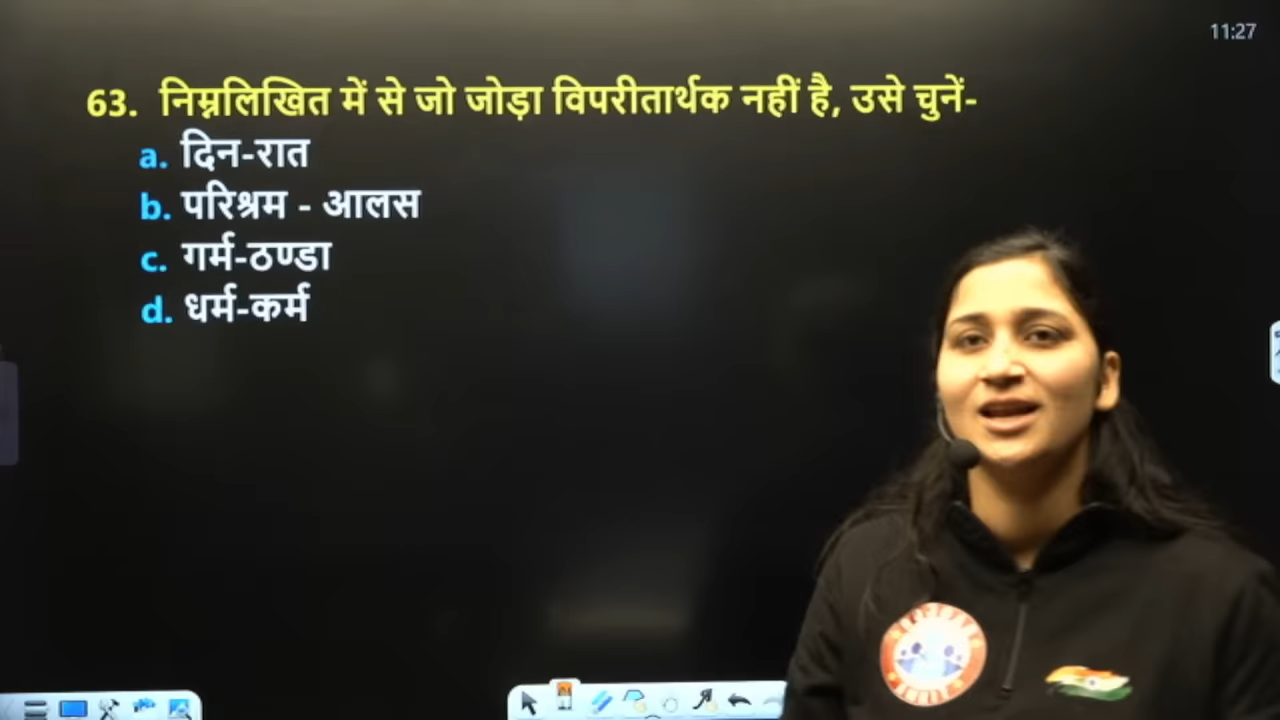 11:27
63. निम्नलिखित में से जो जोड़ा विपरीतार्थक नहीं है, उसे चुनें-
a. दिन-रात
b. परिश्रम - आलस
c. गर्म-ठण्डा
d. धर्म-कर्म